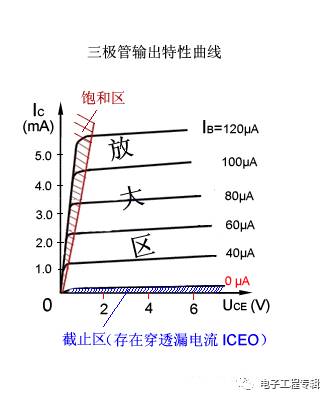 三极管输出特性曲线
饱和区
IC
(mA)
IB=120μA
放
大
区
5.0
4.0
3.0
2.0
1.0
100μA
80μA
60μA
40μA
0 μA
0
2
4
6
UCE (V)
截止区(存在穿透漏电流 ICEO)
电子工程专辑